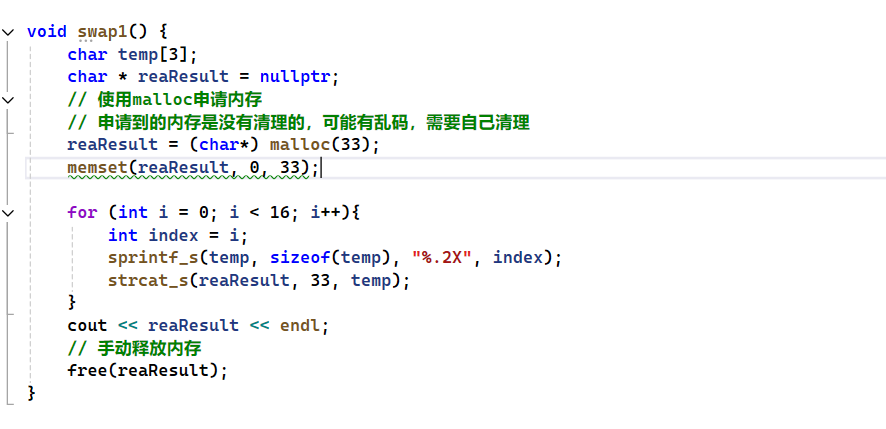 void swap1() {
    char temp[3];
    char * reaResult = nullptr;
    // 使用malloc申请内存
    // 申请到的内存是没有清理的，可能有乱码，需要自己清理
    reaResult = (char*) malloc(33);
    memset(reaResult, 0, 33);
    for (int i = 0; i < 16; i++){
        int index = i;
        sprintf_s(temp, sizeof(temp), "%.2X", index);
        strcat_s(reaResult, 33, temp);
    }
    cout << reaResult << endl;
    // 手动释放内存
    free(reaResult);
}